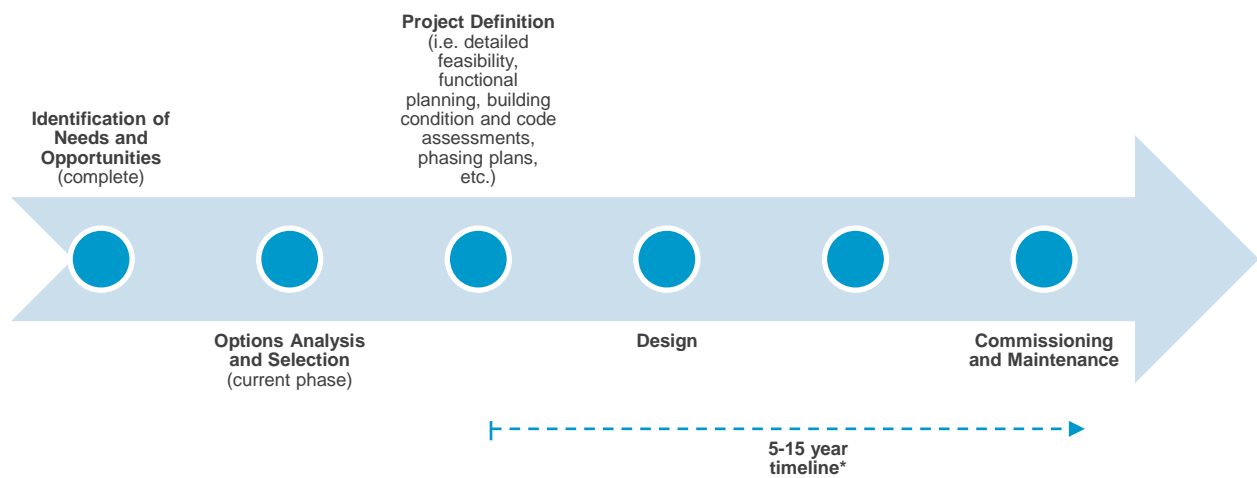 Project Definition
(i.e. detailed
feasibility,
functional
planning, building
condition and code
assessments,
phasing plans,
etc.)
Identification of
Needs and
Opportunities
(complete)
Options Analysis
and Selection
(current phase)
Design
Commissioning
and Maintenance
5-15 year
timeline*